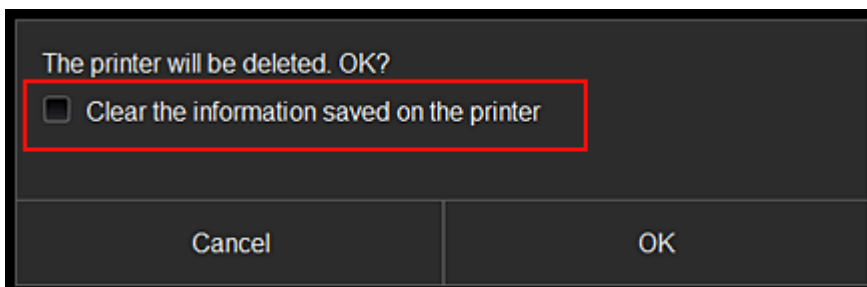 The printer will be deleted. OK?
Clear the information saved on the printer
Cancel
OK